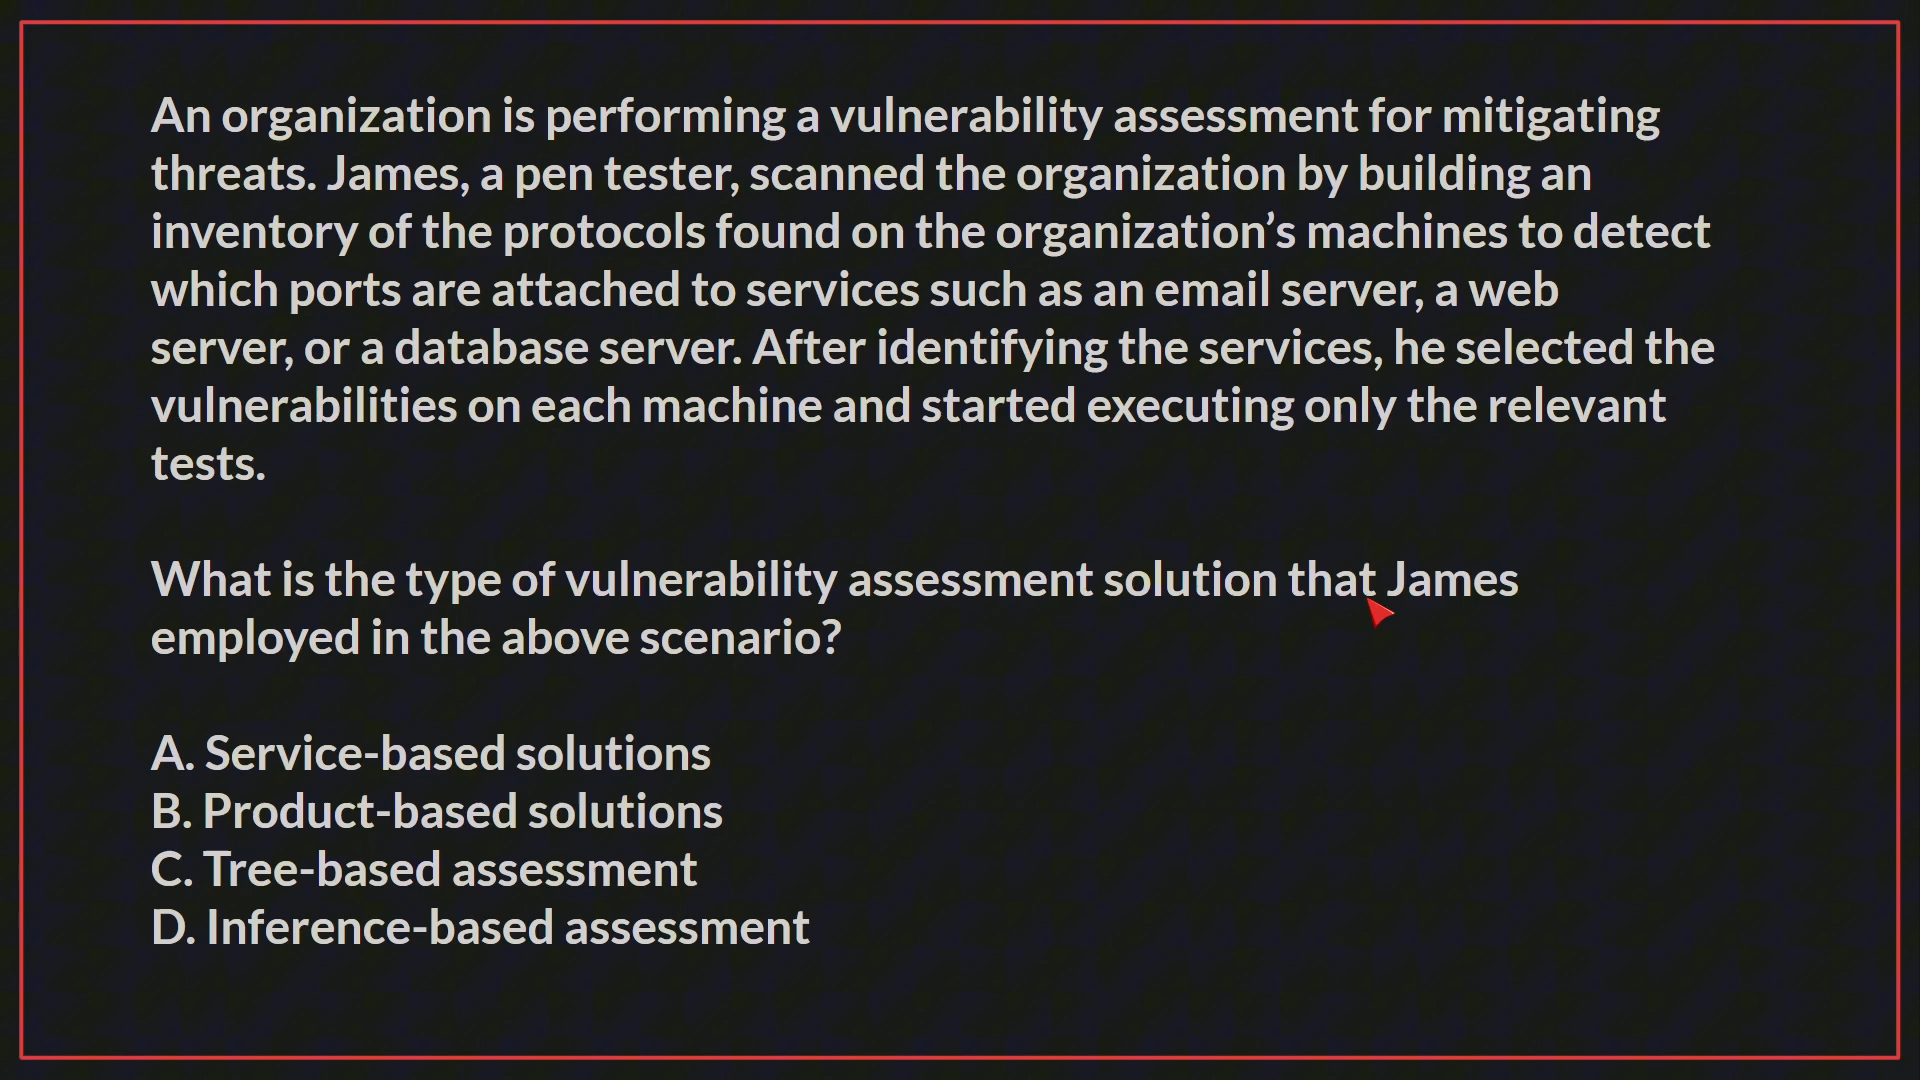 An organization is performing a vulnerability assessment for mitigating
threats. James, a pen tester, scanned the organization by building an
inventory of the protocols found on the organization’s machines to detect
which ports are attached to services such as an email server, a web
server, or a database server. After identifying the services, he selected the
vulnerabilities on each machine and started executing only the relevant
tests.
What is the type of vulnerability assessment solution that James
employed in the above scenario?
A. Service-based solutions
B. Product-based solutions
C. Tree-based assessment
D. Inference-based assessment